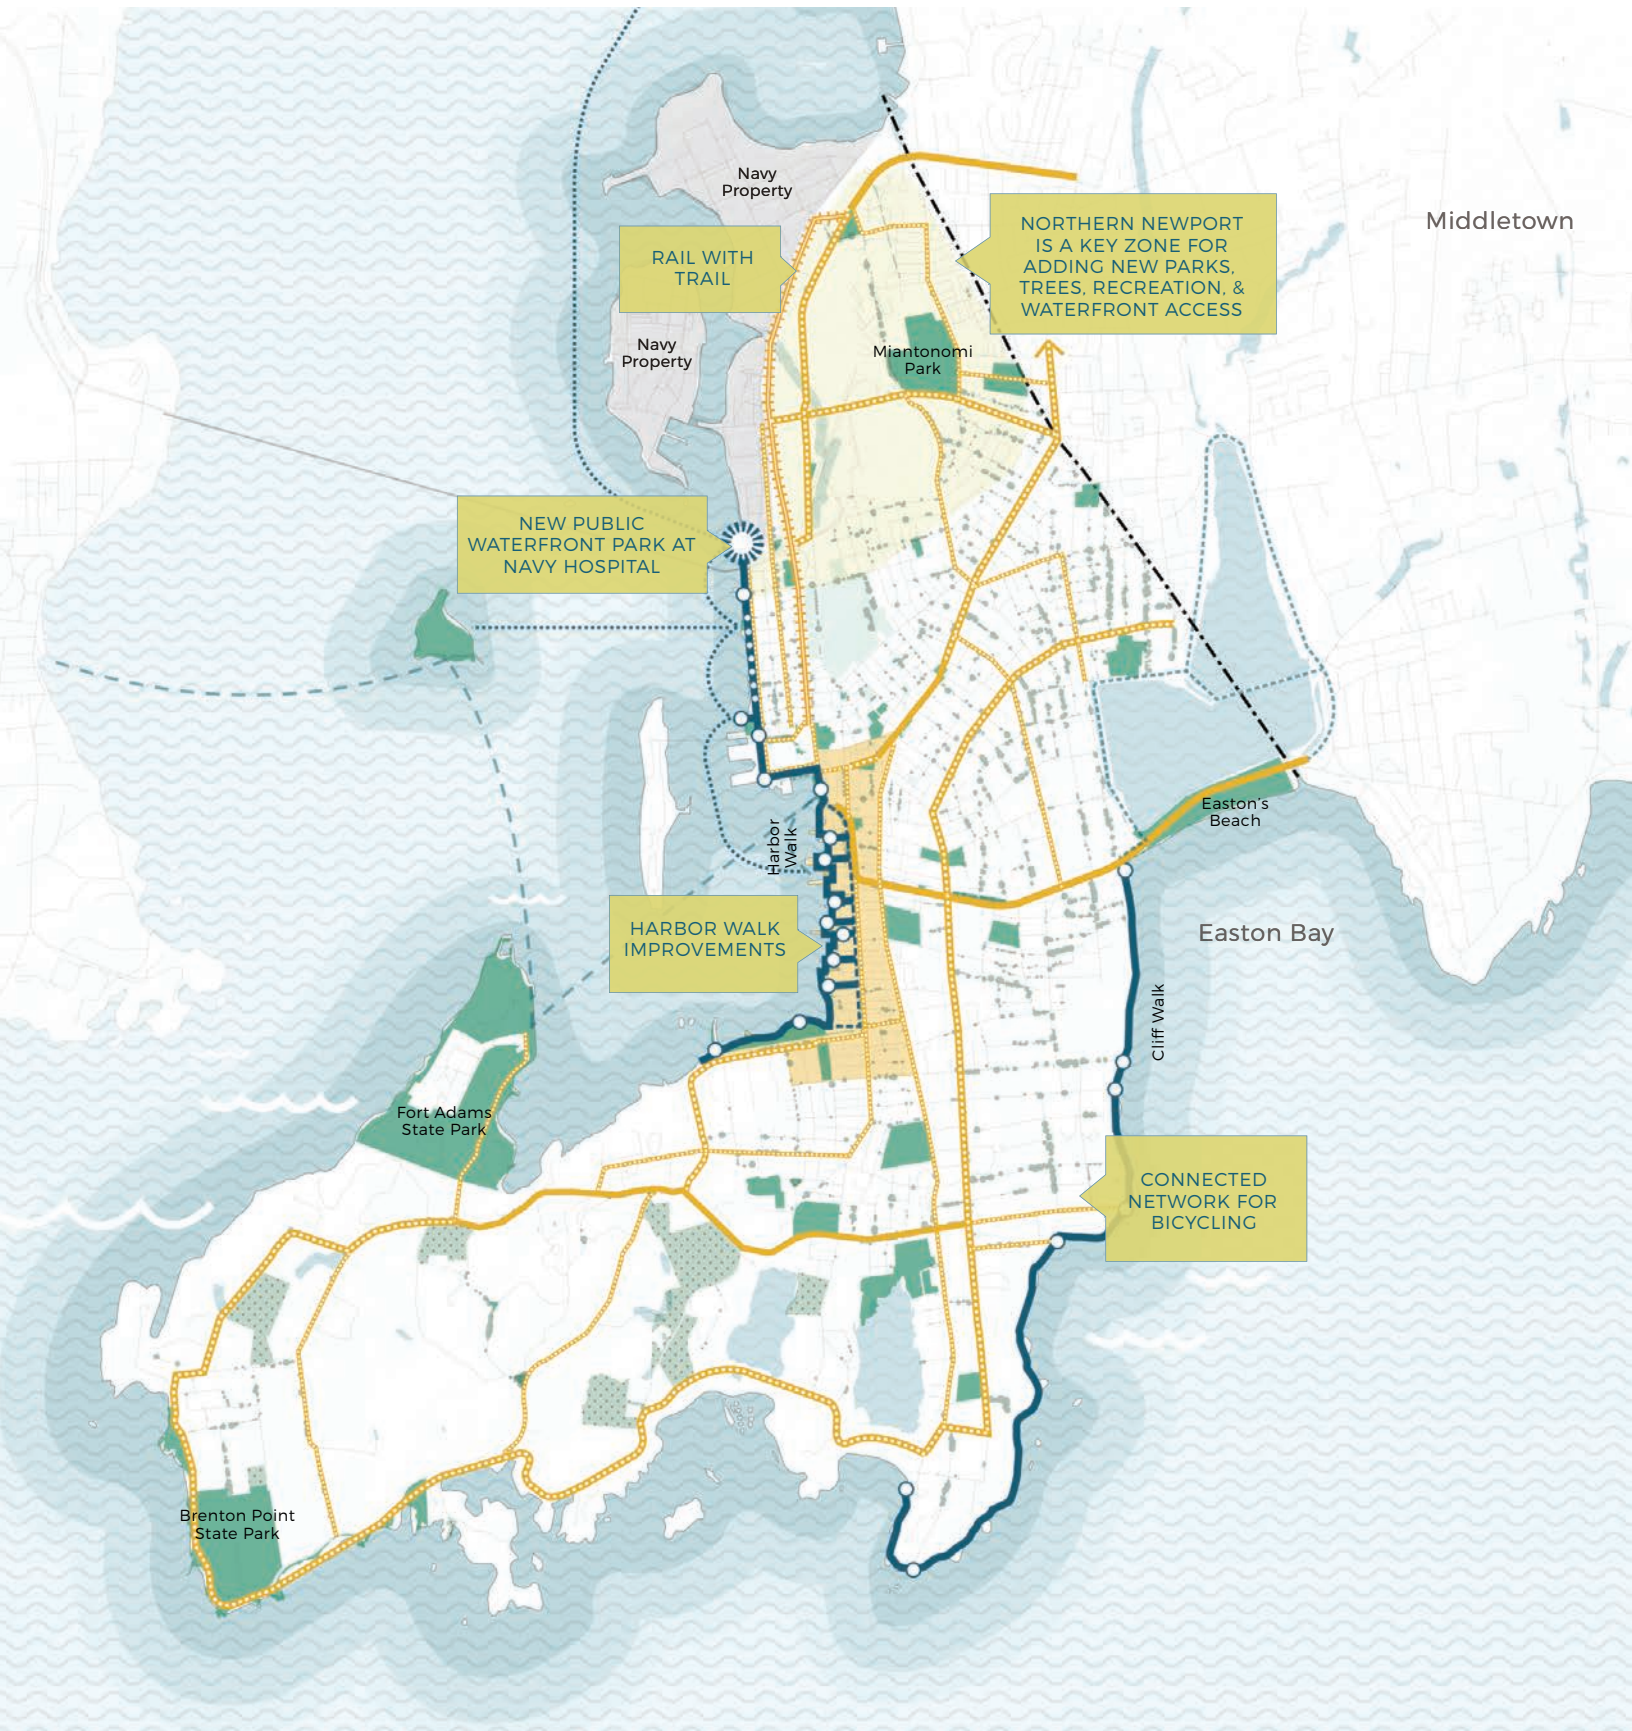 Navy
Property
Middletown
NORTHERN NEWPORT
IS A KEY ZONE FOR
ADDING NEW PARKS,
TREES, RECREATION, &
WATERFRONT ACCESS
RAIL WITH
TRAIL
Navy
Property
Miantonomi
Park
NEW PUBLIC
WATERFRONT PARK AT
NAVY HOSPITAL
Easton's
Beach
Harbor
Walk
HARBOR WALK
IMPROVEMENTS
Easton Bay
Cliff Walk
Fort Adams
State Park
CONNECTED
NETWORK FOR
BICYCLING
Brenton Point
State Park